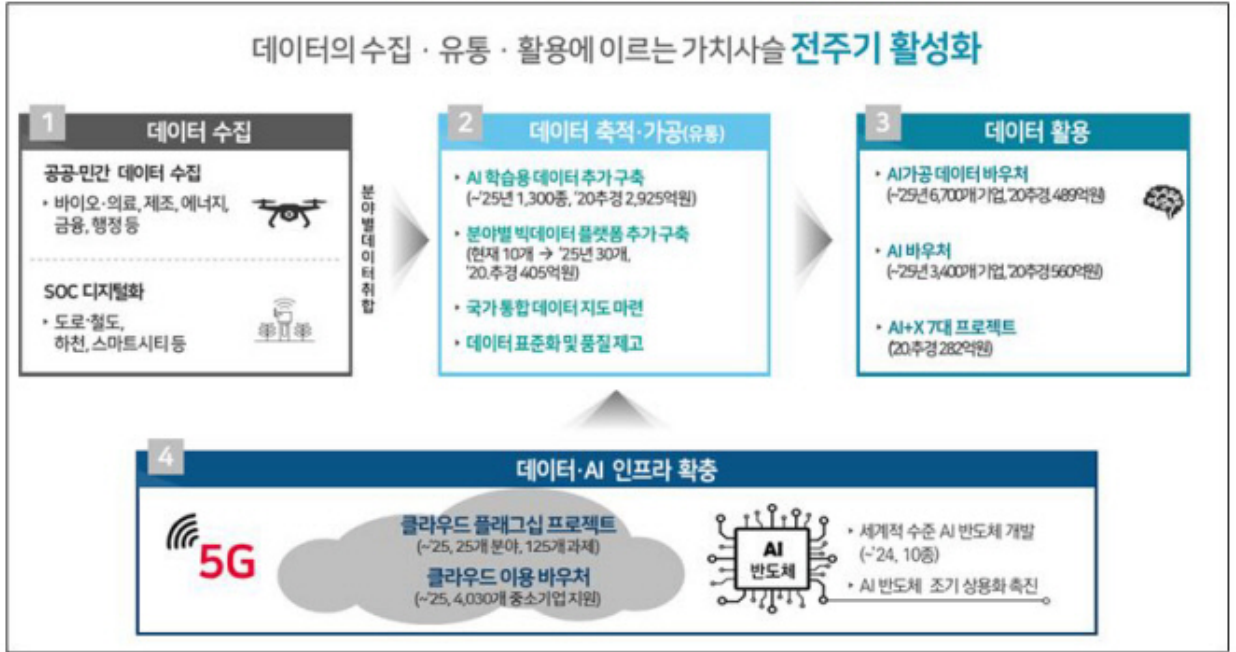 데이터의 수집 · 유통 · 활용에 이르는 가치사슬 전주기 활성화
1
데이터 수집
공공·민간 데이터 수집
‣ 바이오·의료, 제조, 에너지,
금융, 행정 등
SOC 디지털화
‣ 도로·철도,
하천, 스마트시티 등
분야별데이터취합
2
데이터 축적·가공(유통)
‣ AI 학습용 데이터 추가 구축
(~'25년 1,300종, '20추경 2,925억원)
‣ 분야별 빅데이터 플랫폼 추가 구축
(현재 10개 → '25년 30개,
'20.추경 405억원)
‣ 국가 통합 데이터 지도 마련
‣ 데이터 표준화 및 품질 제고
3
데이터 활용
‣ AI가공 데이터 바우처
(~'25년 6,700개 기업, '20추경 489억원)
‣ AI 바우처
(~'25년 3,400개 기업, '20추경 560억원)
‣ AI+X 7대 프로젝트
('20.추경 282억원)
4
데이터·AI 인프라 확충
5G
클라우드 플래그십 프로젝트
(~'25, 25개 분야, 125개 과제)
클라우드 이용 바우처
(~'25, 4,030개 중소기업 지원)
AI
반도체
‣ 세계적 수준 AI 반도체 개발
(~'24, 10종)
‣ AI 반도체 조기 상용화 촉진